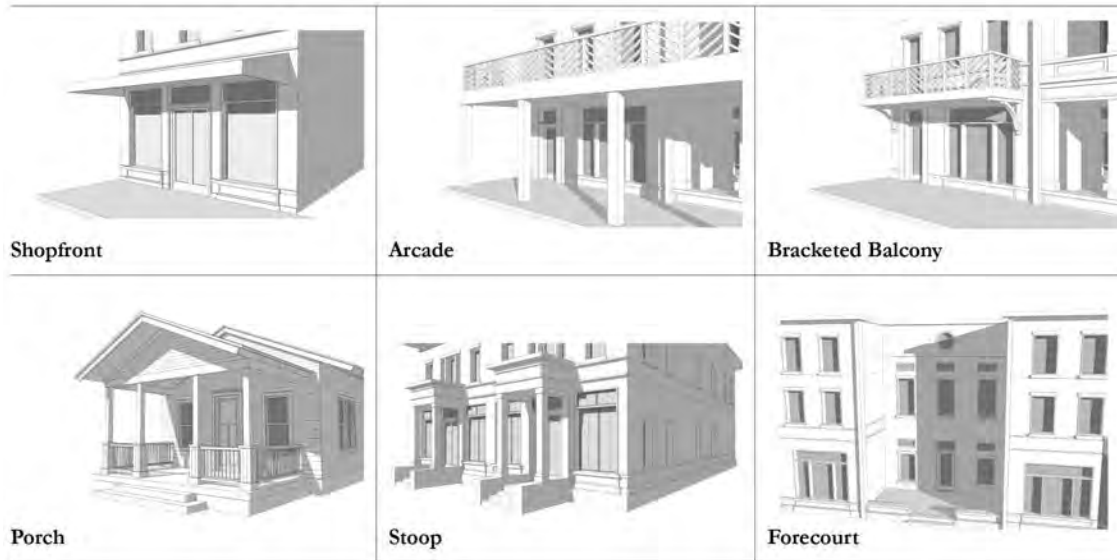 Shopfront
Arcade
Bracketed Balcony
Porch
Stoop
Forecourt